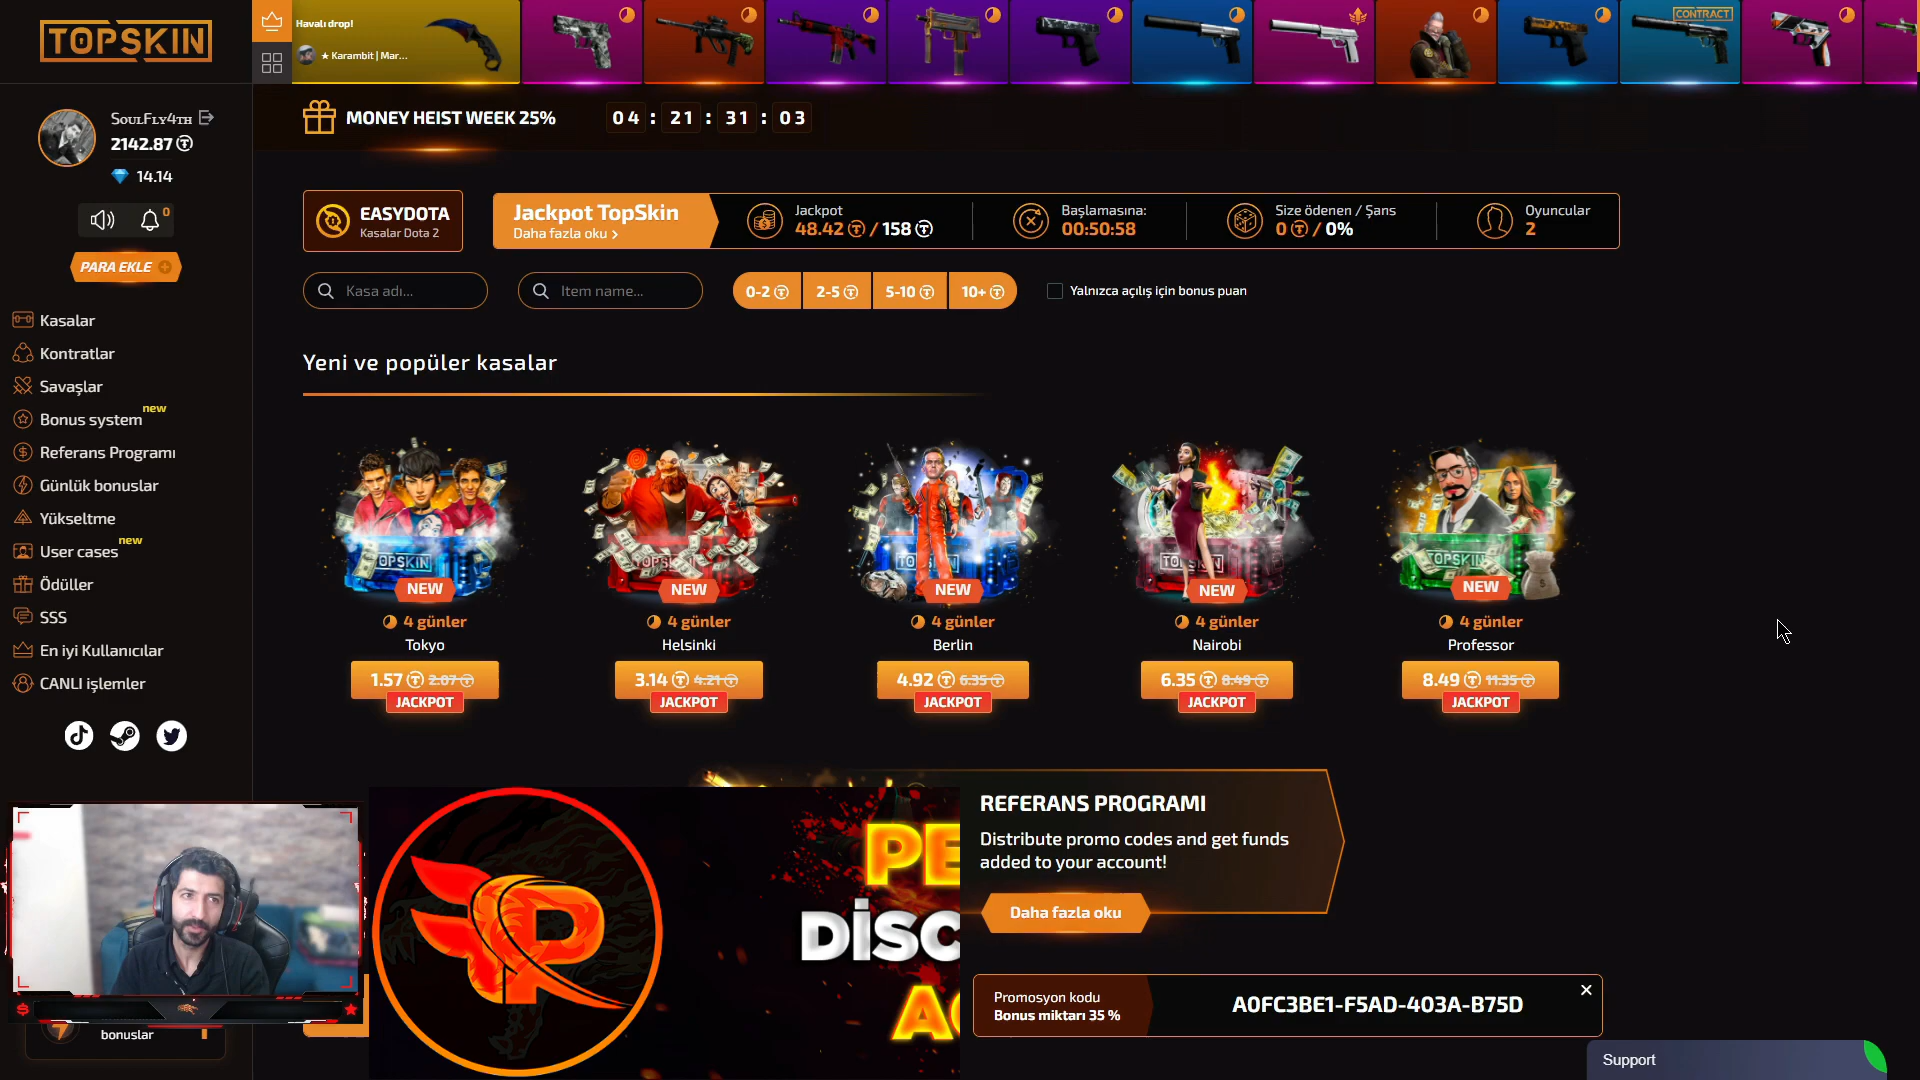 TOPSKIN
Havalı drop!
★ Karambit | Mar...
CONTRACT
SOULFLY4TH
2142.87
14.14
0
PARA EKLE
Kasalar
Kontratlar
Savaşlar
Bonus system new
Referans Programı
Günlük bonuslar
Yükseltme
User cases new
Ödüller
SSS
En iyi Kullanıcılar
CANLI işlemler
bonuslar
MONEY HEIST WEEK 25%
04 : 21 : 31 : 03
EASYDOTA
Kasalar Dota 2
Jackpot TopSkin
Daha fazla oku >
Jackpot
48.42 / 158
Başlamasına:
00:50:58
Size ödenen / Şans
0 / 0%
Oyuncular
2
Kasa adı...
Item name...
0-2
2-5
5-10
10+
Yalnızca açılış için bonus puan
Yeni ve popüler kasalar
TOPSKIN
NEW
4 günler
Tokyo
1.57 2.07
JACKPOT
TOPSKIN
NEW
4 günler
Helsinki
3.14 4.21
JACKPOT
NEW
4 günler
Berlin
4.92 6.35
JACKPOT
NEW
4 günler
Nairobi
6.35 8.49
JACKPOT
TOPSKIN
NEW
4 günler
Professor
8.49 11.35
JACKPOT
REFERANS PROGRAMI
Distribute promo codes and get funds
added to your account!
Daha fazla oku
PE
DİSC
Promosyon kodu
Bonus miktarı 35 %
A0FC3BE1-F5AD-403A-B75D
Support